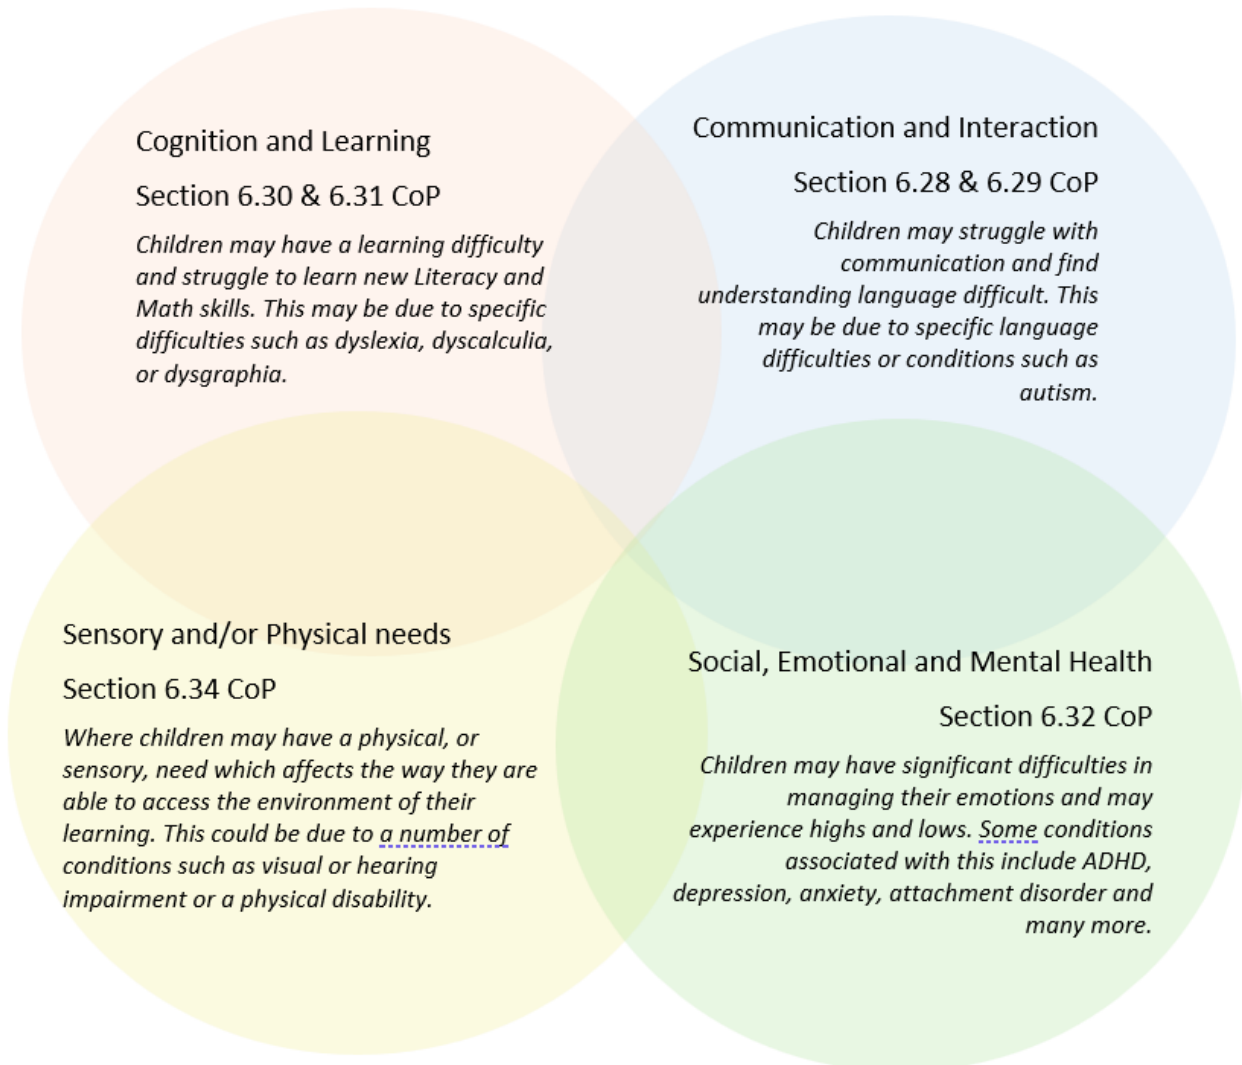 Cognition and Learning
Section 6.30 & 6.31 CoP
Children may have a learning difficulty
and struggle to learn new Literacy and
Math skills. This may be due to specific
difficulties such as dyslexia, dyscalculia,
or dysgraphia.
Communication and Interaction
Section 6.28 & 6.29 CoP
Children may struggle with
communication and find
understanding language difficult. This
may be due to specific language
difficulties or conditions such as
autism.
Sensory and/or Physical needs
Section 6.34 CoP
Where children may have a physical, or
sensory, need which affects the way they are
able to access the environment of their
learning. This could be due to a number of
conditions such as visual or hearing
impairment or a physical disability.
Social, Emotional and Mental Health
Section 6.32 CoP
Children may have significant difficulties in
managing their emotions and may
experience highs and lows. Some conditions
associated with this include ADHD,
depression, anxiety, attachment disorder and
many more.